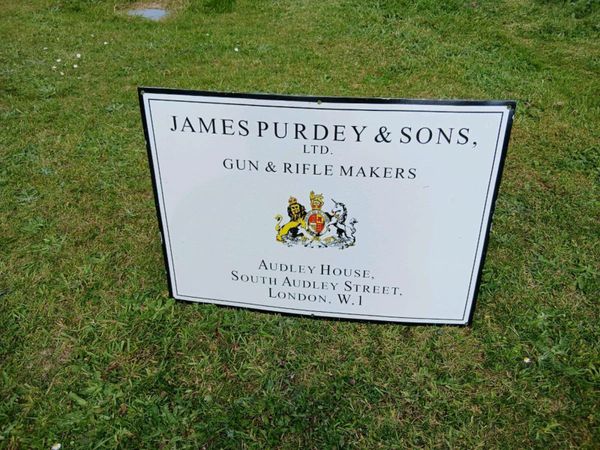 JAMES PURDEY & SONS,
LTD.
GUN & RIFLE MAKERS
AUDLEY HOUSE,
SOUTH AUDLEY STREET,
LONDON. W.1